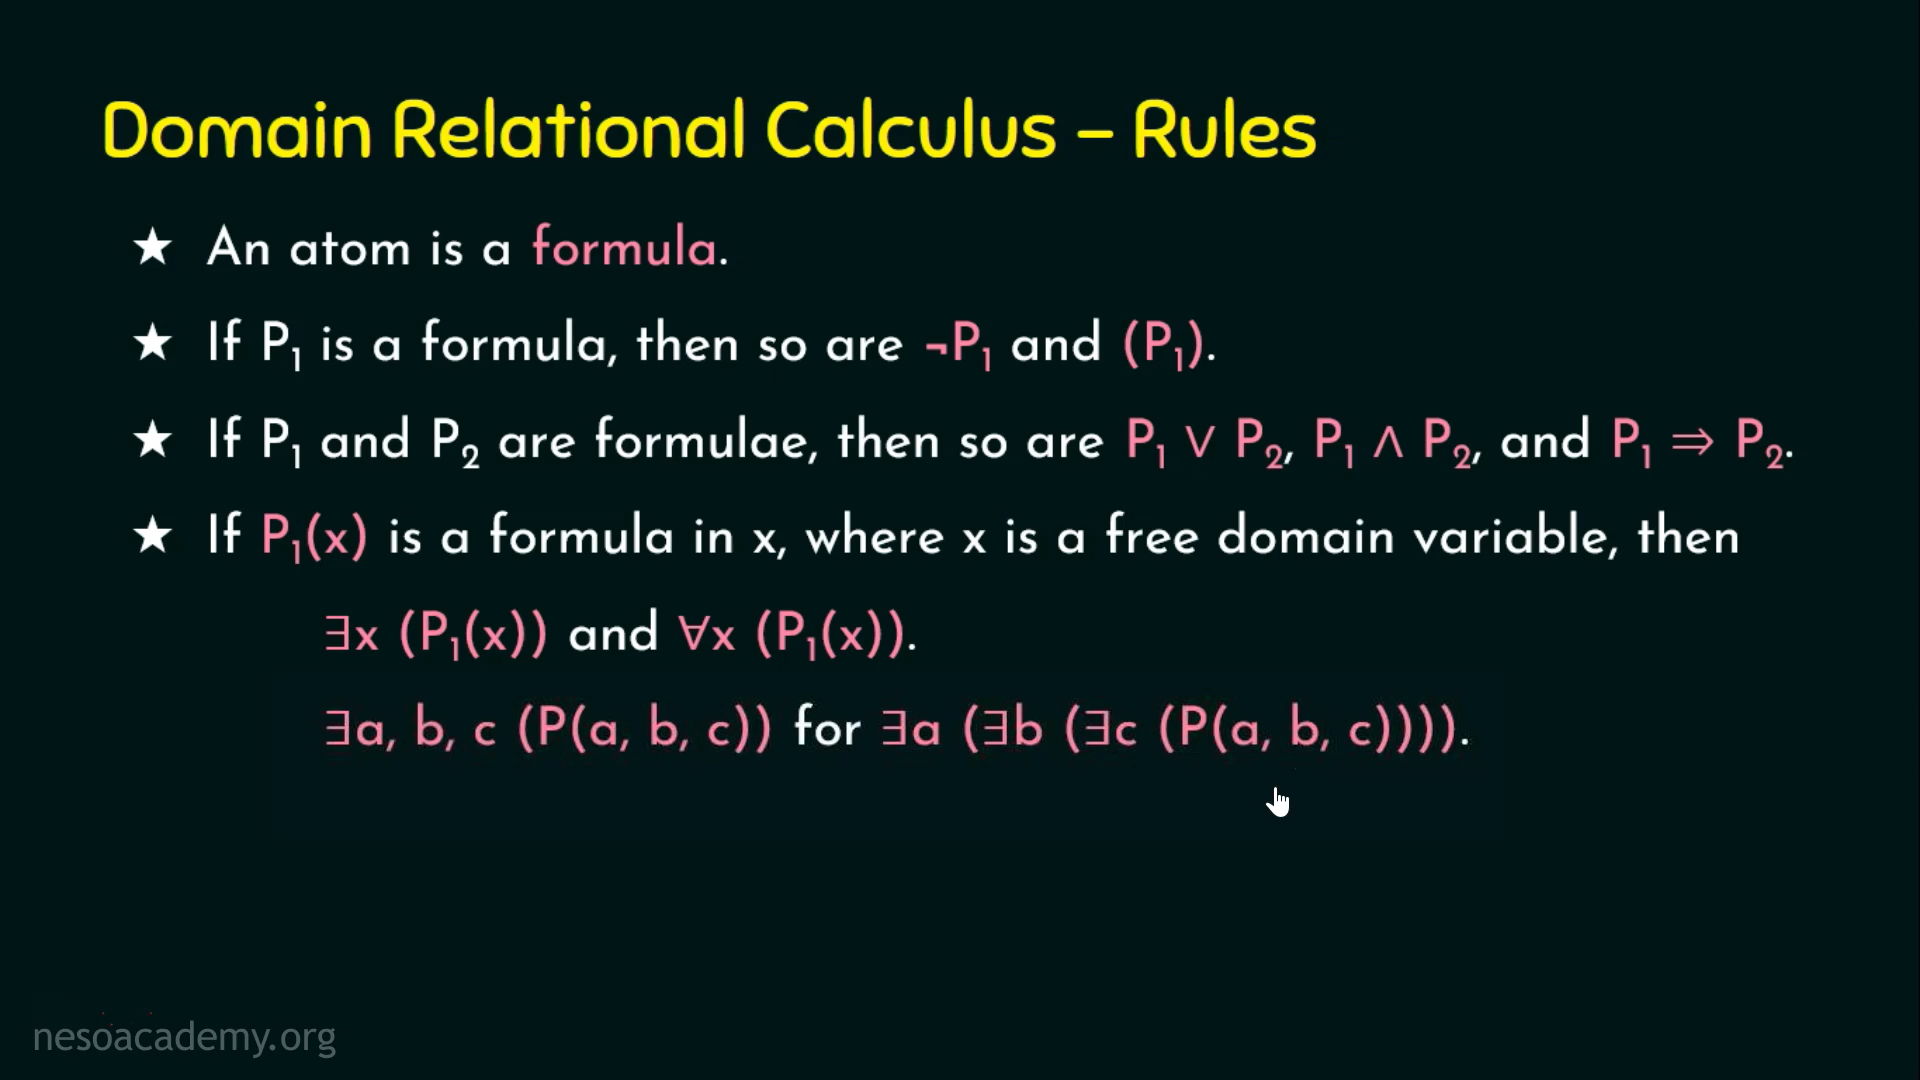 Domain Relational Calculus – Rules
★ An atom is a formula.
★ If P₁ is a formula, then so are ¬P₁ and (P₁).
★ If P₁ and P₂ are formulae, then so are P₁ ∨ P₂, P₁ ∧ P₂, and P₁ ⇒ P₂.
★ If P₁(x) is a formula in x, where x is a free domain variable, then
∃x (P₁(x)) and ∀x (P₁(x)).
∃a, b, c (P(a, b, c)) for ∃a (∃b (∃c (P(a, b, c)))).
nesoacademy.org